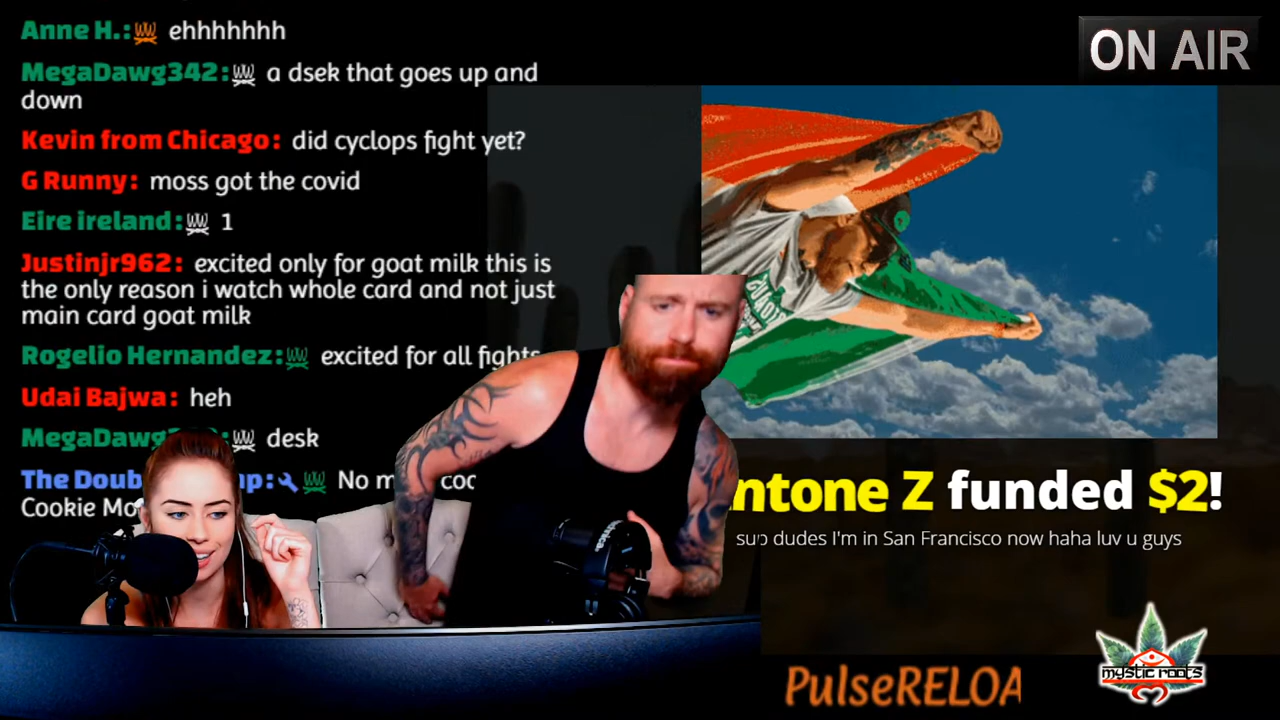 Anne H.: ehhhhhhh
MegaDawg342: a dsek that goes up and
down
Kevin from Chicago: did cyclops fight yet?
G Runny: moss got the covid
Eire ireland: 1
Justinjr962: excited only for goat milk this is
the only reason i watch whole card and not just
main card goat milk
Rogelio Hernandez: excited for all fights
Udai Bajwa: heh
MegaDawg desk
The Doub p: No
Cookie
ON AIR
ntone Z funded $2!
sup dudes I'm in San Francisco now haha luv u guys
PulseRELOA
mystic roots